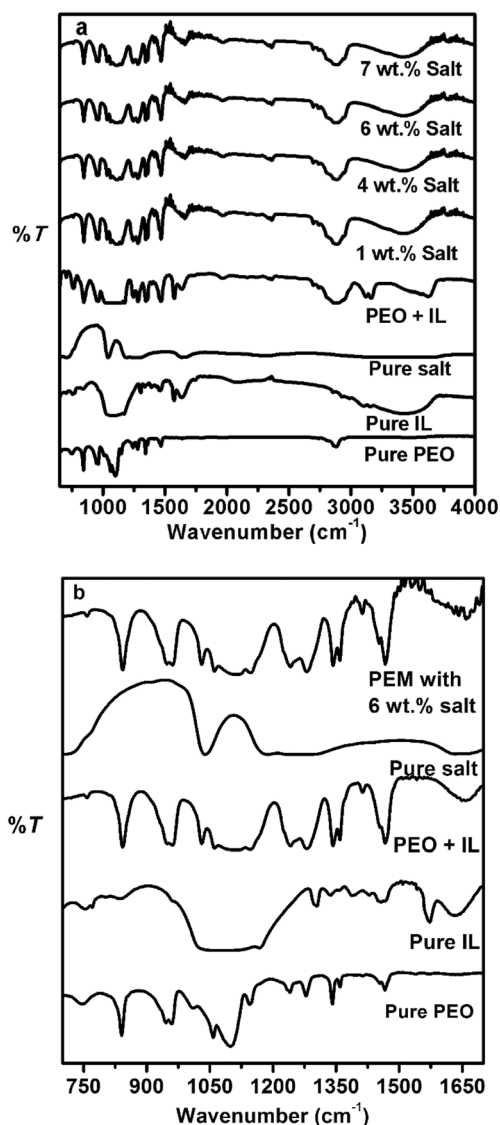 a
7 wt.% Salt
6 wt.% Salt
4 wt.% Salt
%T
1 wt.% Salt
PEO + IL
Pure salt
Pure IL
Pure PEO
1000 1500 2000 2500 3000 3500 4000
Wavenumber (cm⁻¹)
b
PEM with
6 wt.% salt
Pure salt
%T
PEO + IL
Pure IL
Pure PEO
750 900 1050 1200 1350 1500 1650
Wavenumber (cm⁻¹)